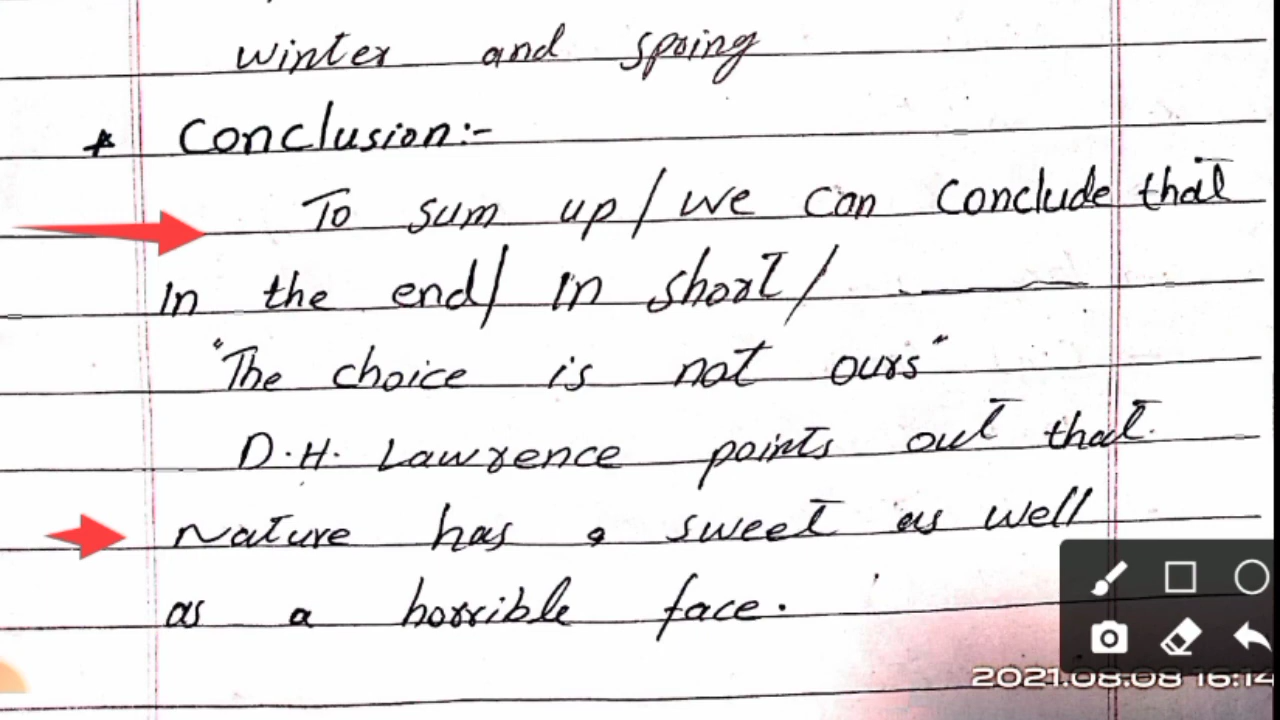 winter and spring
* Conclusion:-
To sum up / we can conclude that
in the end / in short / ———
"The choice is not ours"
D.H. Lawrence points out that
Nature has a sweet as well
as a horrible face.
2021.08.08 16:14